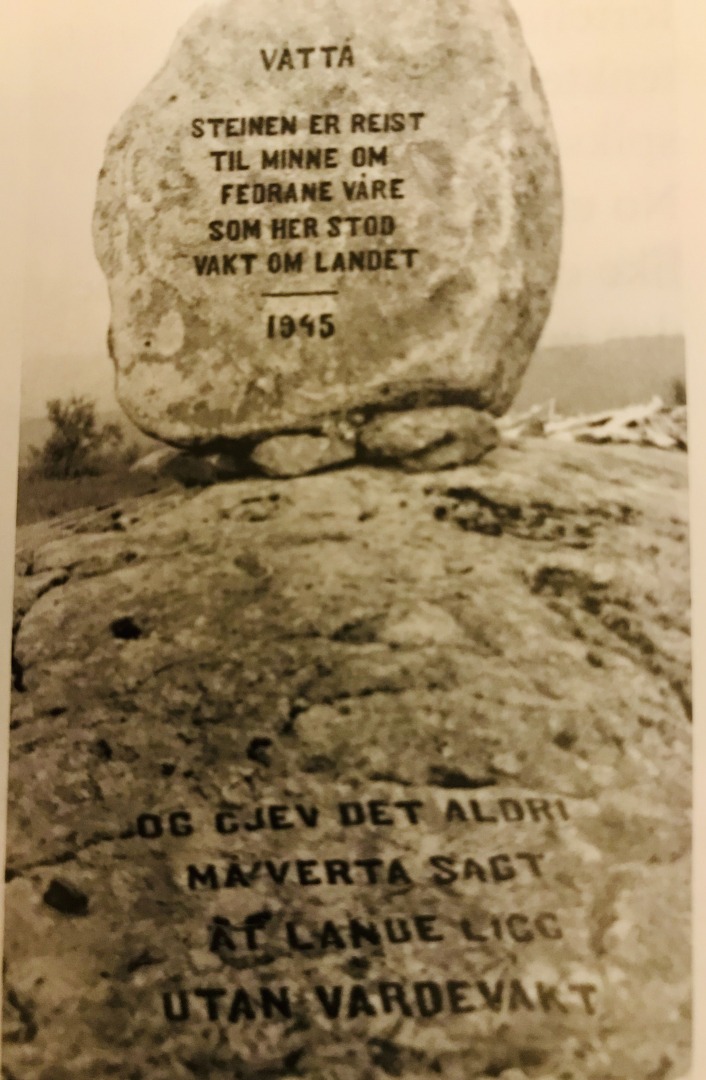 VATTÅ
STEINEN ER REIST
TIL MINNE OM
FEDRANE VÅRE
SOM HER STOD
VAKT OM LANDET
1945
OG GJEV DET ALDRI
MÅ VERTA SAGT
AT LANDE LIGG
UTAN VARDEVAKT